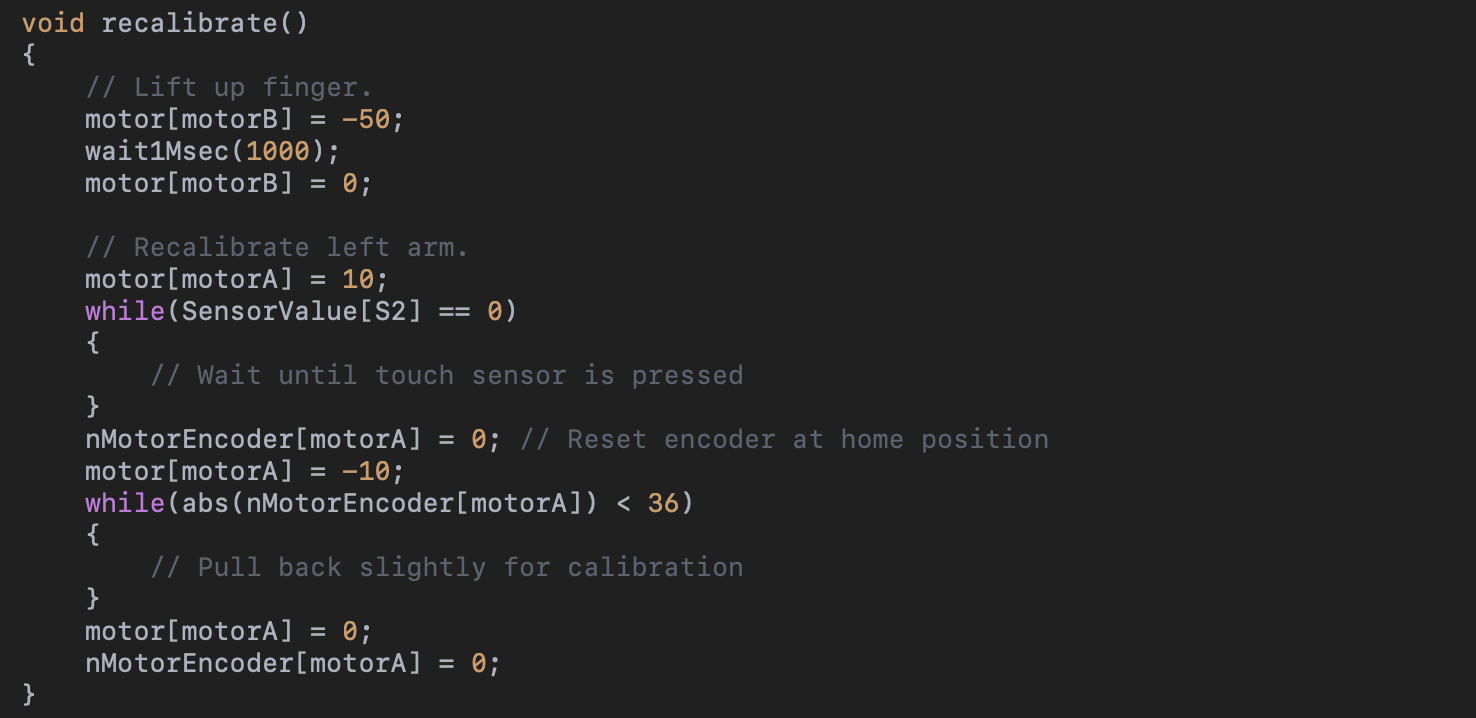 void recalibrate()
{
    // Lift up finger.
    motor[motorB] = -50;
    wait1Msec(1000);
    motor[motorB] = 0;

    // Recalibrate left arm.
    motor[motorA] = 10;
    while(SensorValue[S2] == 0)
    {
        // Wait until touch sensor is pressed
    }
    nMotorEncoder[motorA] = 0; // Reset encoder at home position
    motor[motorA] = -10;
    while(abs(nMotorEncoder[motorA]) < 36)
    {
        // Pull back slightly for calibration
    }
    motor[motorA] = 0;
    nMotorEncoder[motorA] = 0;
}